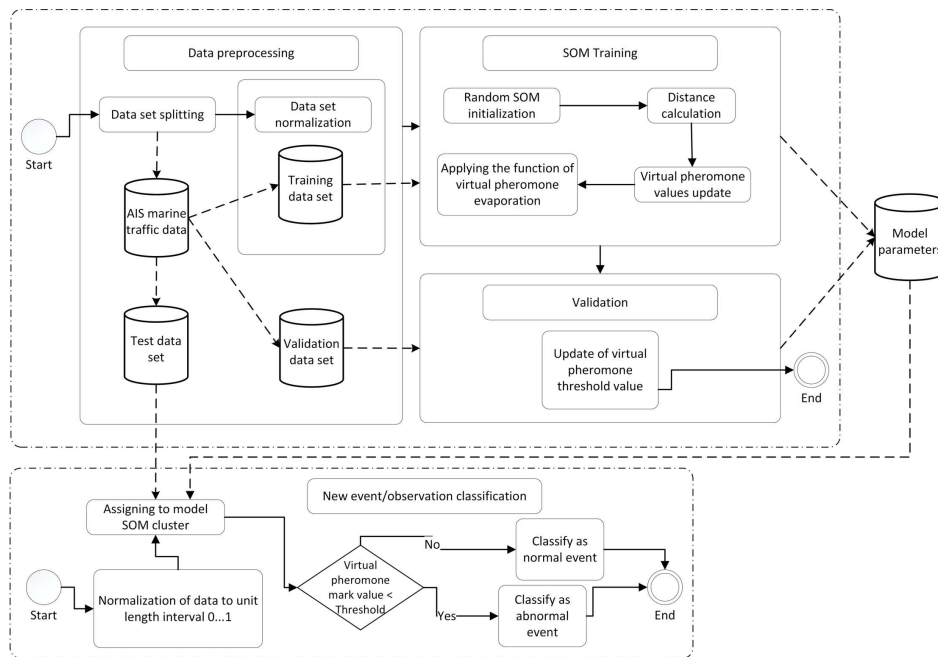 Data preprocessing
SOM Training
Start
Data set splitting
Data set
normalization
Random SOM
initialization
Distance
calculation
AIS marine
traffic data
Training
data set
Applying the function of
virtual pheromone
evaporation
Virtual pheromone
values update
Model
parameters
Test data
set
Validation
data set
Validation
Update of virtual
pheromone
threshold value
End
New event/observation classification
Assigning to model
SOM cluster
Start
Normalization of data to unit
length interval 0...1
Virtual
pheromone
mark value <
Threshold
No
Classify as
normal event
Yes
Classify as
abnormal
event
End